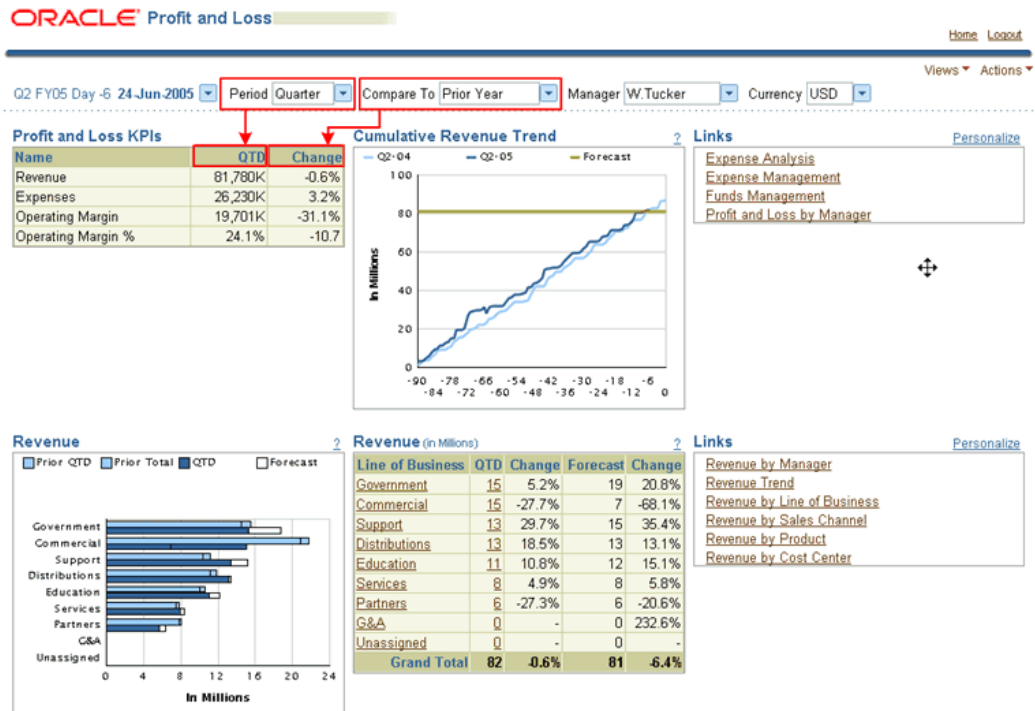 ORACLE Profit and Loss
Home Logout
Views Actions
Q2 FY05 Day -6 24-Jun-2005 Period Quarter Compare To Prior Year Manager W.Tucker Currency USD
Profit and Loss KPIs
Name QTD Change
Revenue 81,780K -0.6%
Expenses 26,230K 3.2%
Operating Margin 19,701K -31.1%
Operating Margin % 24.1% -10.7
Cumulative Revenue Trend ?
Q2-04 Q2-05 Forecast
100
80
60
40
20
0
In Millions
-90 -78 -66 -54 -42 -30 -18 -6
-84 -72 -60 -48 -36 -24 -12 0
Links Personalize
Expense Analysis
Expense Management
Funds Management
Profit and Loss by Manager
Revenue ?
Prior QTD Prior Total QTD Forecast
Government
Commercial
Support
Distributions
Education
Services
Partners
G&A
Unassigned
0 4 8 12 16 20 24
In Millions
Revenue (in Millions) ?
Line of Business QTD Change Forecast Change
Government 15 5.2% 19 20.8%
Commercial 15 -27.7% 7 -68.1%
Support 13 29.7% 15 35.4%
Distributions 13 18.5% 13 13.1%
Education 11 10.8% 12 15.1%
Services 8 4.9% 8 5.8%
Partners 6 -27.3% 6 -20.6%
G&A 0 - 0 232.6%
Unassigned 0 - 0 -
Grand Total 82 -0.6% 81 -6.4%
Links Personalize
Revenue by Manager
Revenue Trend
Revenue by Line of Business
Revenue by Sales Channel
Revenue by Product
Revenue by Cost Center